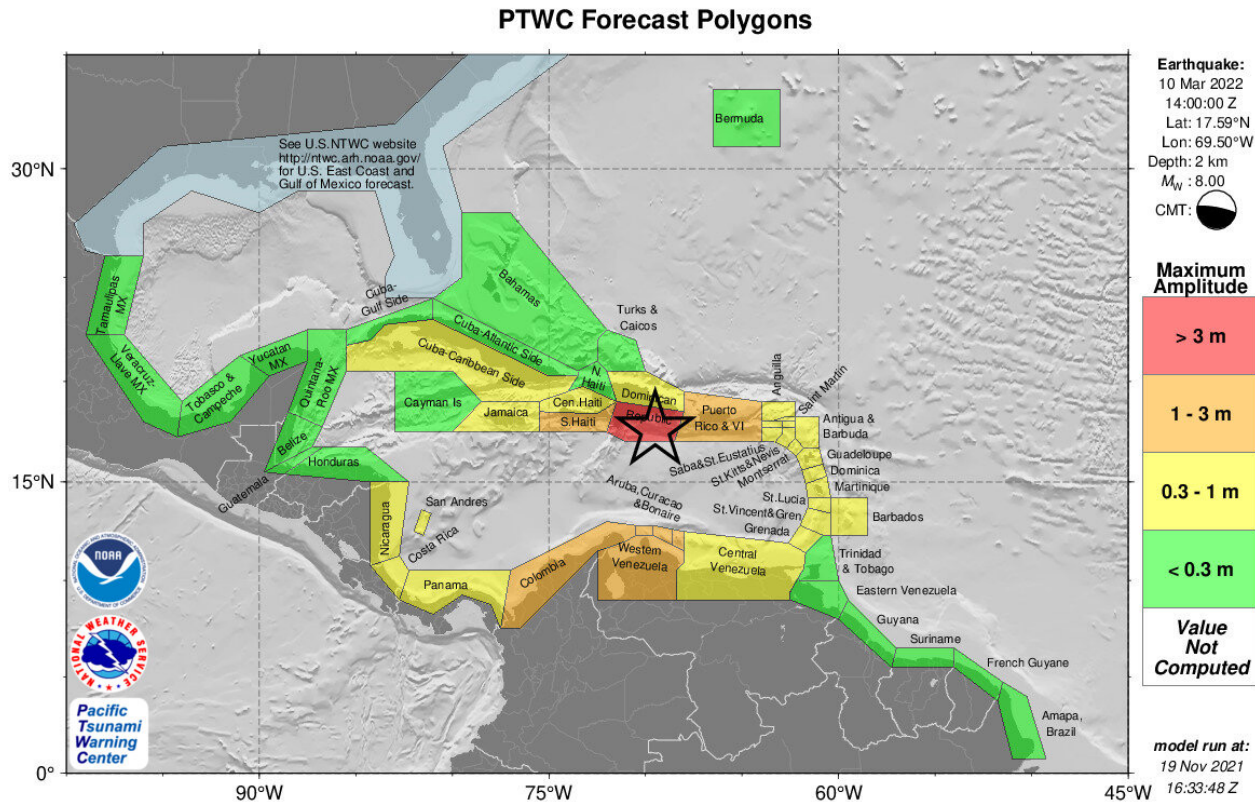 PTWC Forecast Polygons
Earthquake:
10 Mar 2022
14:00:00 Z
Lat: 17.59°N
Lon: 69.50°W
Depth: 2 km
Mw : 8.00
CMT:
Maximum
Amplitude
> 3 m
1 - 3 m
0.3 - 1 m
< 0.3 m
Value
Not
Computed
model run at:
19 Nov 2021
16:33:48 Z
30°N
15°N
0°
90°W
75°W
60°W
45°W
See U.S.NTWC website
http://ntwc.arh.noaa.gov/
for U.S. East Coast and
Gulf of Mexico forecast.
Bermuda
Bahamas
Turks &
Caicos
Cuba-
Gulf Side
Cuba-Atlantic Side
Cuba-Caribbean Side
Tamaulipas
MX
Veracruz-
Llave MX
Tobasco &
Campeche
Yucatan
MX
Quintana-
Roo MX
Belize
Guatemala
Honduras
Cayman Is
Jamaica
N.
Haiti
Cen.Haiti
S.Haiti
Dominican
Republic
Puerto
Rico & VI
Anguilla
Saint Martin
Antigua &
Barbuda
Saba&St.Eustatius
St.Kitts&Nevis
Montserrat
Guadeloupe
Dominica
Martinique
St.Lucia
Barbados
St.Vincent&Gren
Grenada
Aruba,Curacao
&Bonaire
San Andres
Nicaragua
Costa Rica
Panama
Colombia
Western
Venezuela
Central
Venezuela
Trinidad
& Tobago
Eastern Venezuela
Guyana
Suriname
French Guyane
Amapa,
Brazil
NOAA
NATIONAL OCEANIC AND ATMOSPHERIC ADMINISTRATION
U.S. DEPARTMENT OF COMMERCE
NATIONAL WEATHER SERVICE
Pacific
Tsunami
Warning
Center